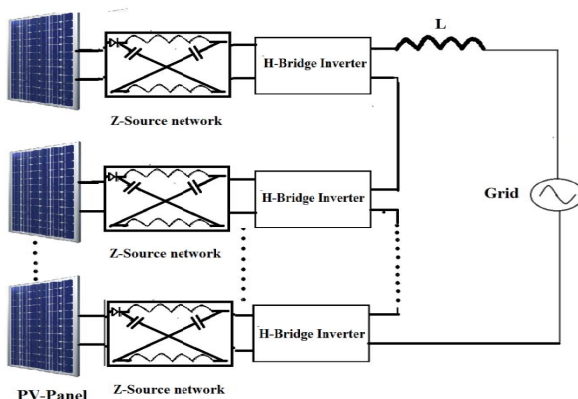 L
H-Bridge Inverter
Z-Source network
H-Bridge Inverter
Grid
Z-Source network
H-Bridge Inverter
PV-Panel
Z-Source network